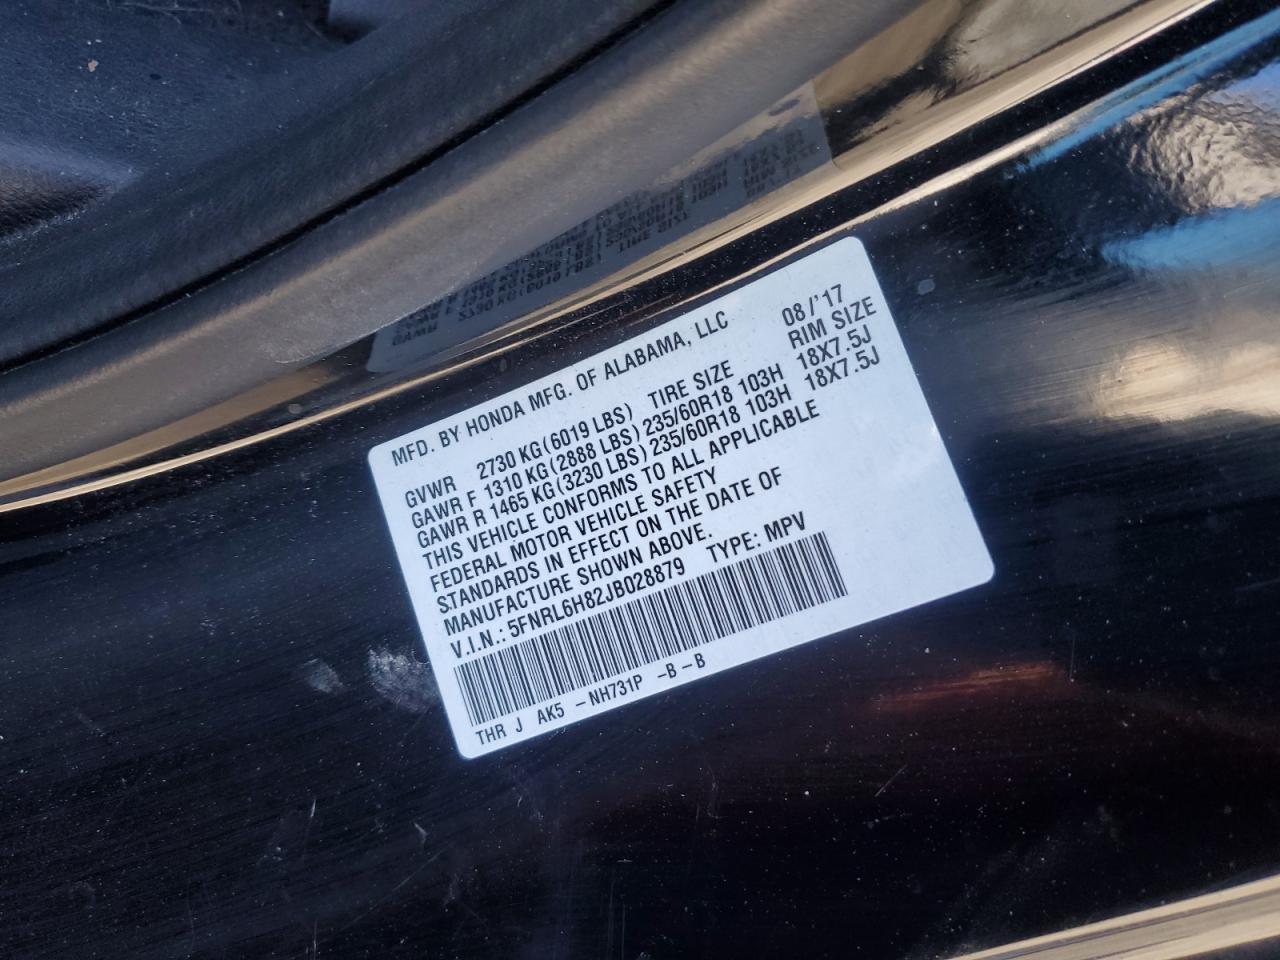 MFD. BY HONDA MFG. OF ALABAMA, LLC 08/'17
GVWR 2730 KG (6019 LBS) TIRE SIZE RIM SIZE
GAWR F 1310 KG (2888 LBS) 235/60R18 103H 18X7.5J
GAWR R 1465 KG (3230 LBS) 235/60R18 103H 18X7.5J
THIS VEHICLE CONFORMS TO ALL APPLICABLE
FEDERAL MOTOR VEHICLE SAFETY
STANDARDS IN EFFECT ON THE DATE OF
MANUFACTURE SHOWN ABOVE.
V.I.N.: 5FNRL6H82JB028879 TYPE: MPV
THR J AK5 -NH731P -B-B